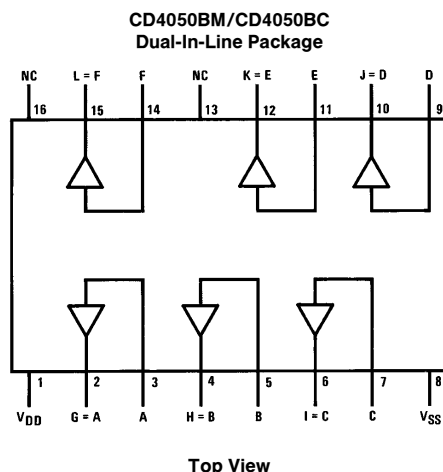 CD4050BM/CD4050BC
Dual-In-Line Package
NC L = F F NC K = E E J = D D
16 15 14 13 12 11 10 9
1 2 3 4 5 6 7 8
VDD G = A A H = B B I = C C VSS
Top View